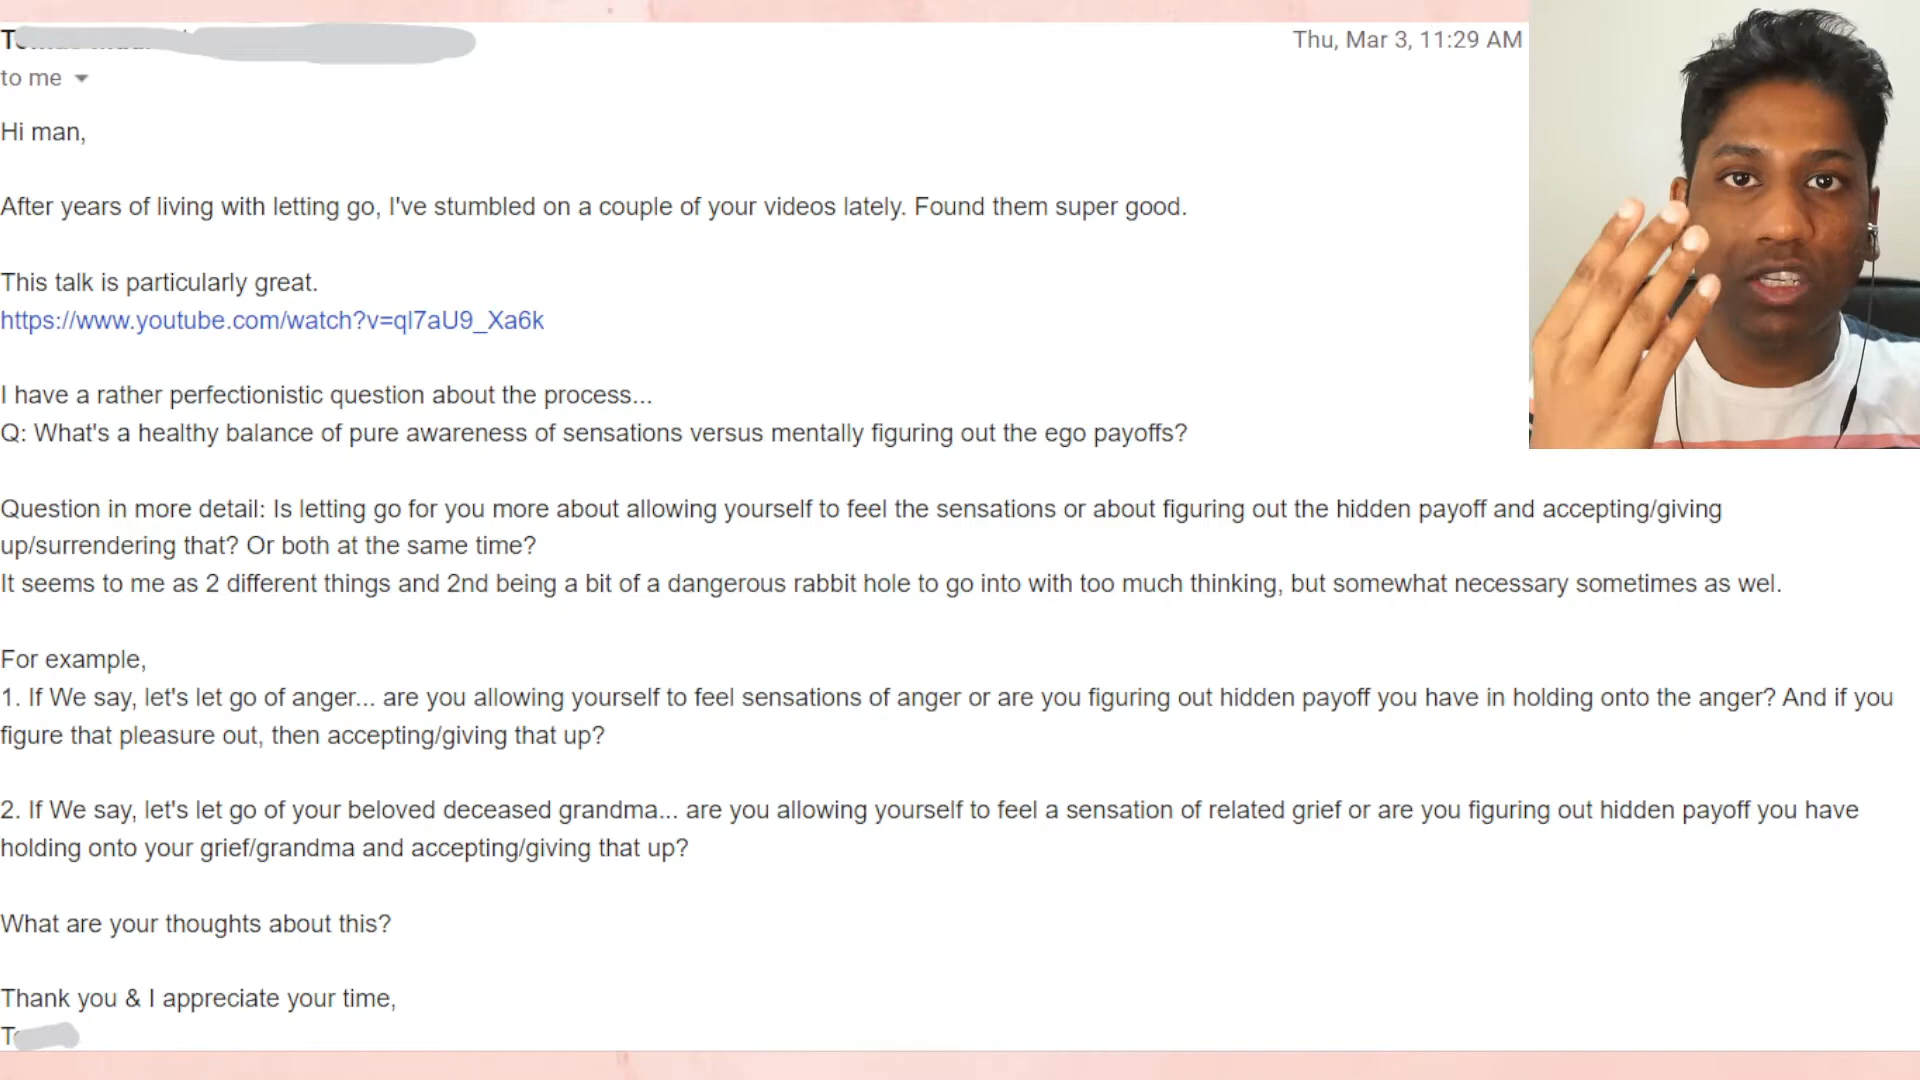 Thu, Mar 3, 11:29 AM
to me
Hi man,
After years of living with letting go, I've stumbled on a couple of your videos lately. Found them super good.
This talk is particularly great.
https://www.youtube.com/watch?v=ql7aU9_Xa6k
I have a rather perfectionistic question about the process...
Q: What's a healthy balance of pure awareness of sensations versus mentally figuring out the ego payoffs?
Question in more detail: Is letting go for you more about allowing yourself to feel the sensations or about figuring out the hidden payoff and accepting/giving
up/surrendering that? Or both at the same time?
It seems to me as 2 different things and 2nd being a bit of a dangerous rabbit hole to go into with too much thinking, but somewhat necessary sometimes as wel.
For example,
1. If We say, let's let go of anger... are you allowing yourself to feel sensations of anger or are you figuring out hidden payoff you have in holding onto the anger? And if you
figure that pleasure out, then accepting/giving that up?
2. If We say, let's let go of your beloved deceased grandma... are you allowing yourself to feel a sensation of related grief or are you figuring out hidden payoff you have
holding onto your grief/grandma and accepting/giving that up?
What are your thoughts about this?
Thank you & I appreciate your time,